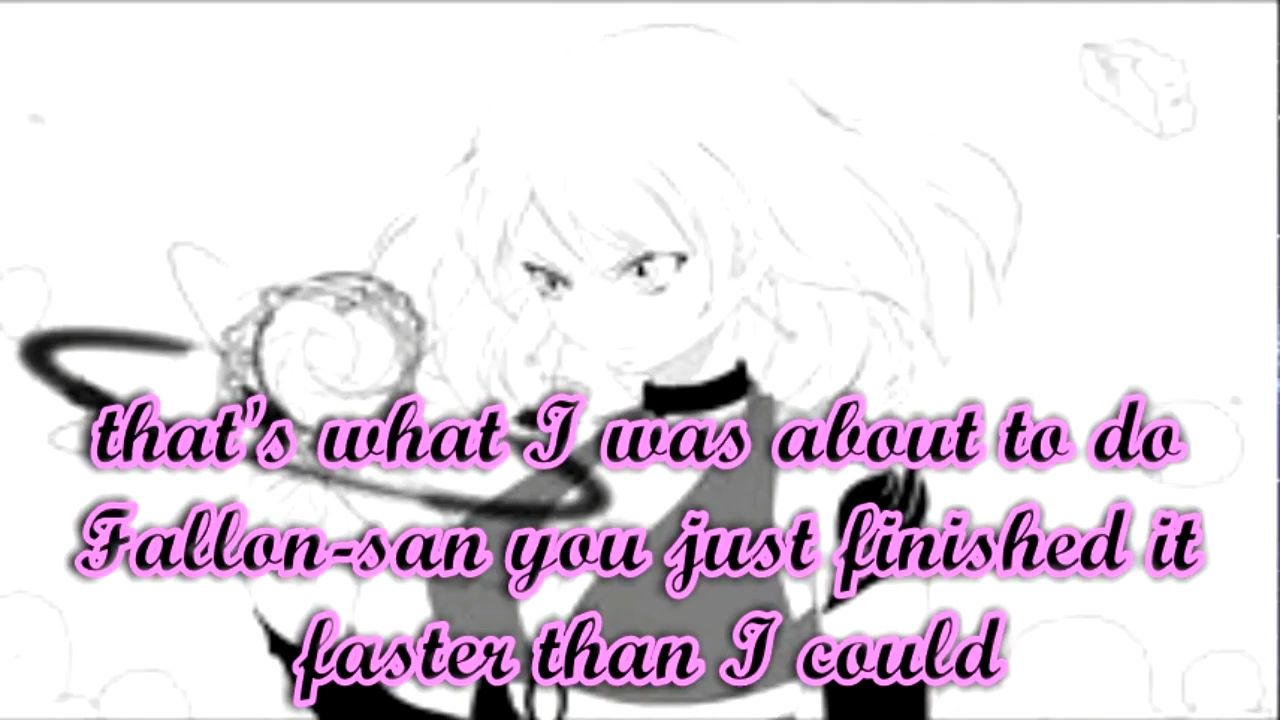 that's what I was about to do
Fallon-san you just finished it
faster than I could